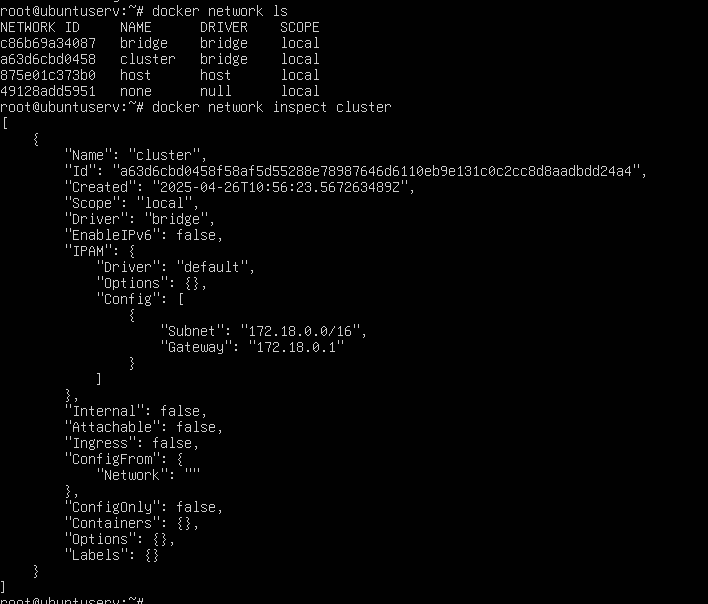 root@ubuntuserv:~# docker network ls
NETWORK ID     NAME      DRIVER    SCOPE
c86b69a34087   bridge    bridge    local
a63d6cbd0458   cluster   bridge    local
875e01c373b0   host      host      local
49128add5951   none      null      local
root@ubuntuserv:~# docker network inspect cluster
[
    {
        "Name": "cluster",
        "Id": "a63d6cbd0458f58af5d55288e78987646d6110eb9e131c0c2cc8d8aadbdd24a4",
        "Created": "2025-04-26T10:56:23.567263489Z",
        "Scope": "local",
        "Driver": "bridge",
        "EnableIPv6": false,
        "IPAM": {
            "Driver": "default",
            "Options": {},
            "Config": [
                {
                    "Subnet": "172.18.0.0/16",
                    "Gateway": "172.18.0.1"
                }
            ]
        },
        "Internal": false,
        "Attachable": false,
        "Ingress": false,
        "ConfigFrom": {
            "Network": ""
        },
        "ConfigOnly": false,
        "Containers": {},
        "Options": {},
        "Labels": {}
    }
]
root@ubuntuserv:~#